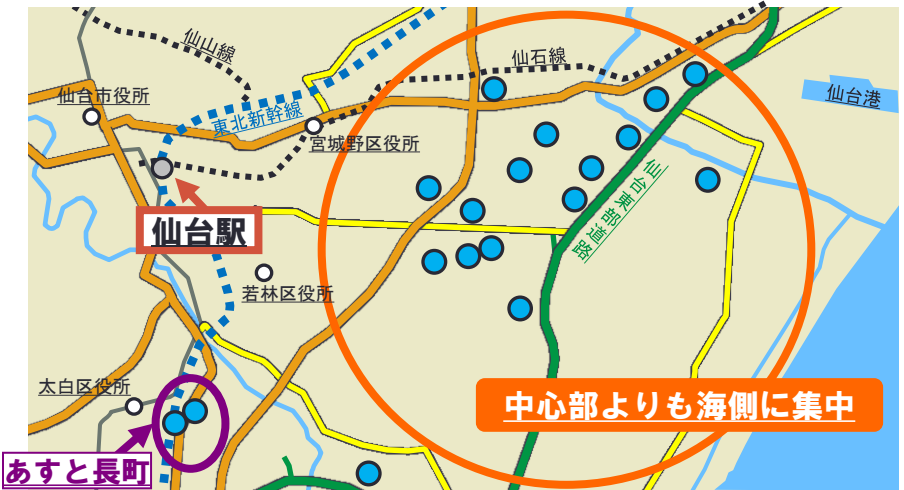 仙山線
仙石線
仙台市役所
東北新幹線
仙台港
宮城野区役所
仙台東部道路
仙台駅
若林区役所
太白区役所
中心部よりも海側に集中
あすと長町